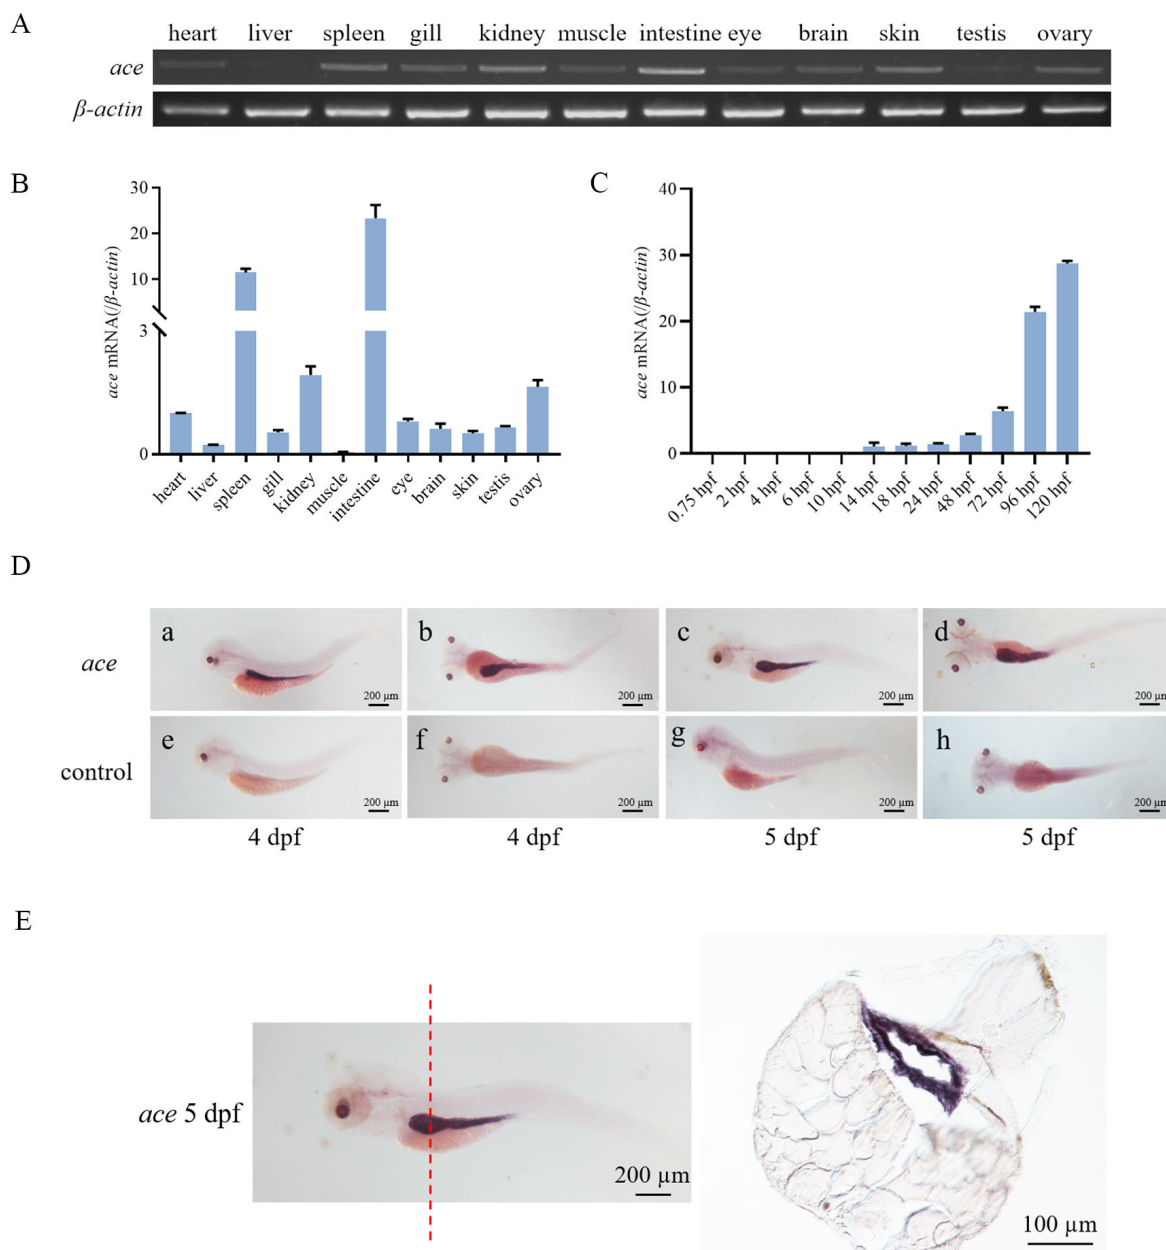 A
heart liver spleen gill kidney muscle intestine eye brain skin testis ovary
ace
β-actin
B
ace mRNA(/β-actin)
30
20
10
3
0
heart liver spleen gill kidney muscle intestine eye brain skin testis ovary
C
ace mRNA(/β-actin)
40
30
20
10
0
0.75 hpf 2 hpf 4 hpf 6 hpf 10 hpf 14 hpf 18 hpf 24 hpf 48 hpf 72 hpf 96 hpf 120 hpf
D
ace
a b c d
200 µm 200 µm 200 µm 200 µm
control
e f g h
200 µm 200 µm 200 µm 200 µm
4 dpf 4 dpf 5 dpf 5 dpf
E
ace 5 dpf
200 µm
100 µm